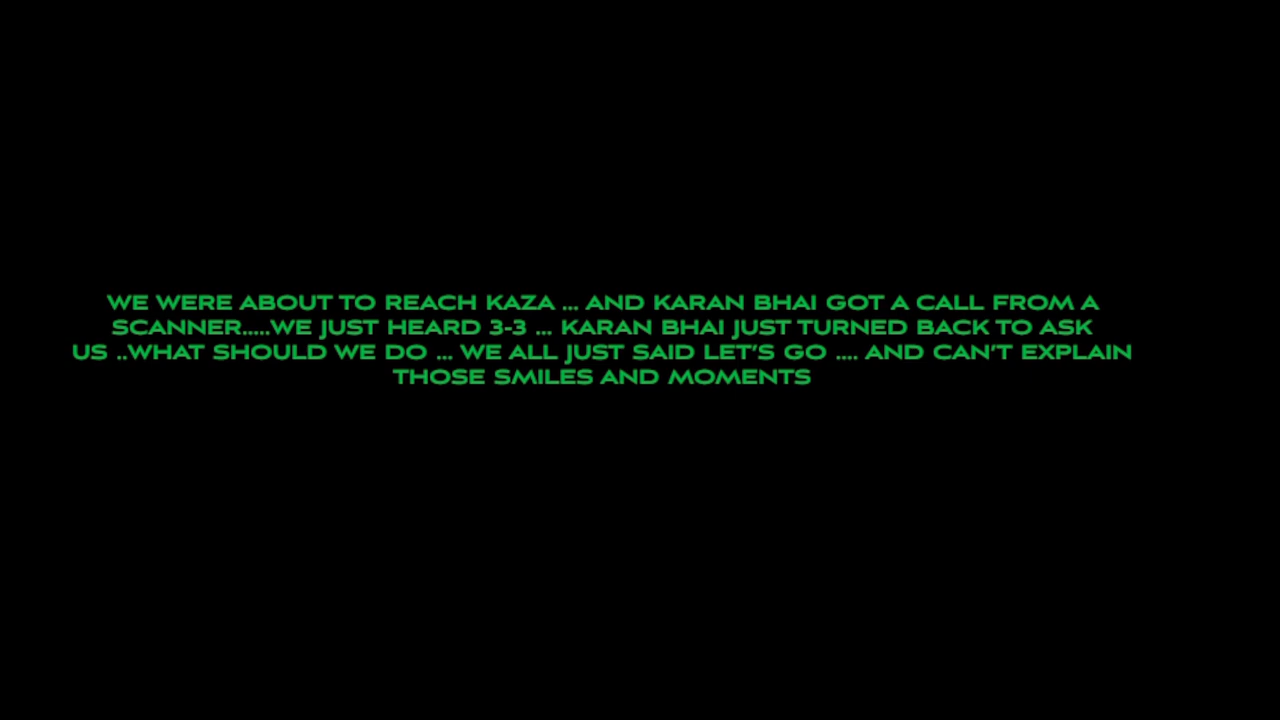 WE WERE ABOUT TO REACH KAZA ... AND KARAN BHAI GOT A CALL FROM A
SCANNER.....WE JUST HEARD 3-3 ... KARAN BHAI JUST TURNED BACK TO ASK
US ..WHAT SHOULD WE DO ... WE ALL JUST SAID LET'S GO .... AND CAN'T EXPLAIN
THOSE SMILES AND MOMENTS